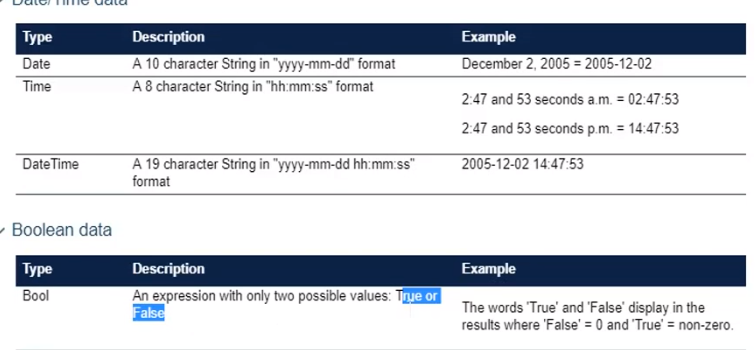 Date/Time data
Type Description Example
Date A 10 character String in "yyyy-mm-dd" format December 2, 2005 = 2005-12-02
Time A 8 character String in "hh:mm:ss" format
2:47 and 53 seconds a.m. = 02:47:53
2:47 and 53 seconds p.m. = 14:47:53
DateTime A 19 character String in "yyyy-mm-dd hh:mm:ss" 2005-12-02 14:47:53
format
Boolean data
Type Description Example
Bool An expression with only two possible values: True or
False
The words 'True' and 'False' display in the
results where 'False' = 0 and 'True' = non-zero.